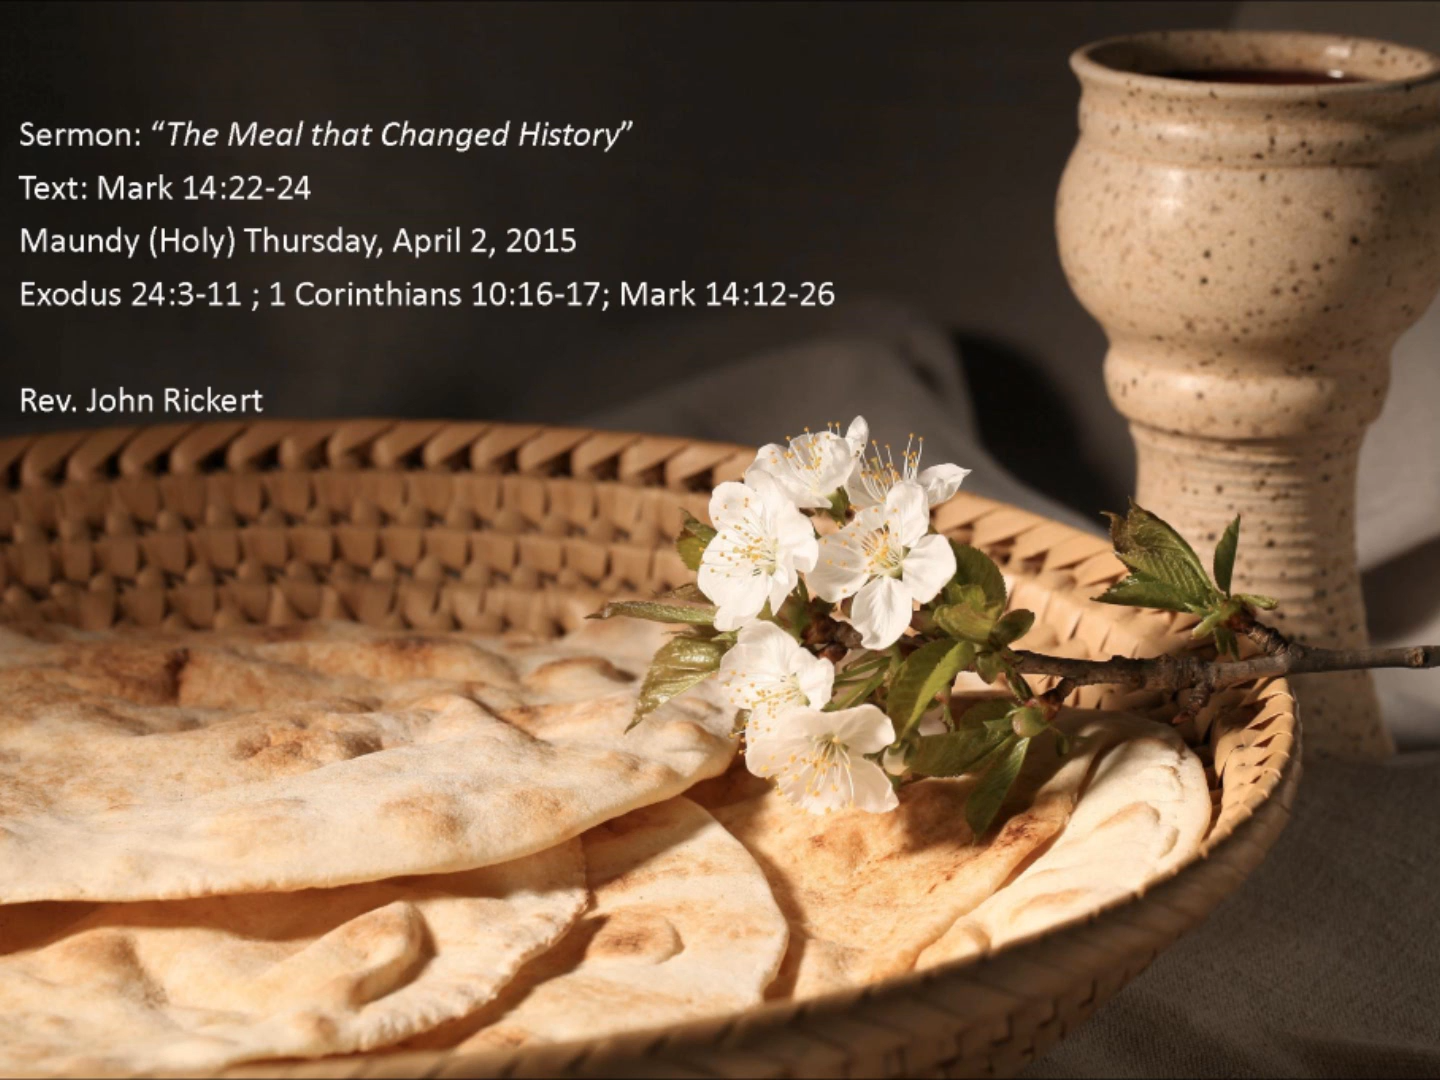 Sermon: “The Meal that Changed History”
Text: Mark 14:22-24
Maundy (Holy) Thursday, April 2, 2015
Exodus 24:3-11 ; 1 Corinthians 10:16-17; Mark 14:12-26
Rev. John Rickert